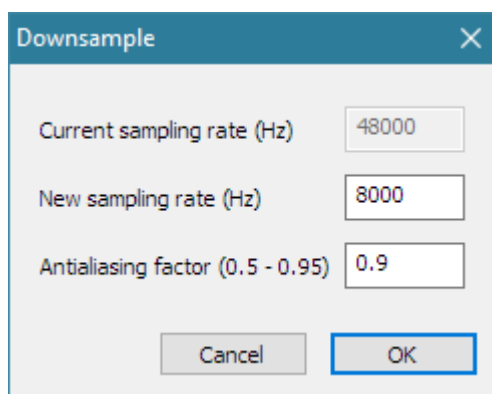 Downsample
Current sampling rate (Hz) 48000
New sampling rate (Hz) 8000
Antialiasing factor (0.5 - 0.95) 0.9
Cancel OK